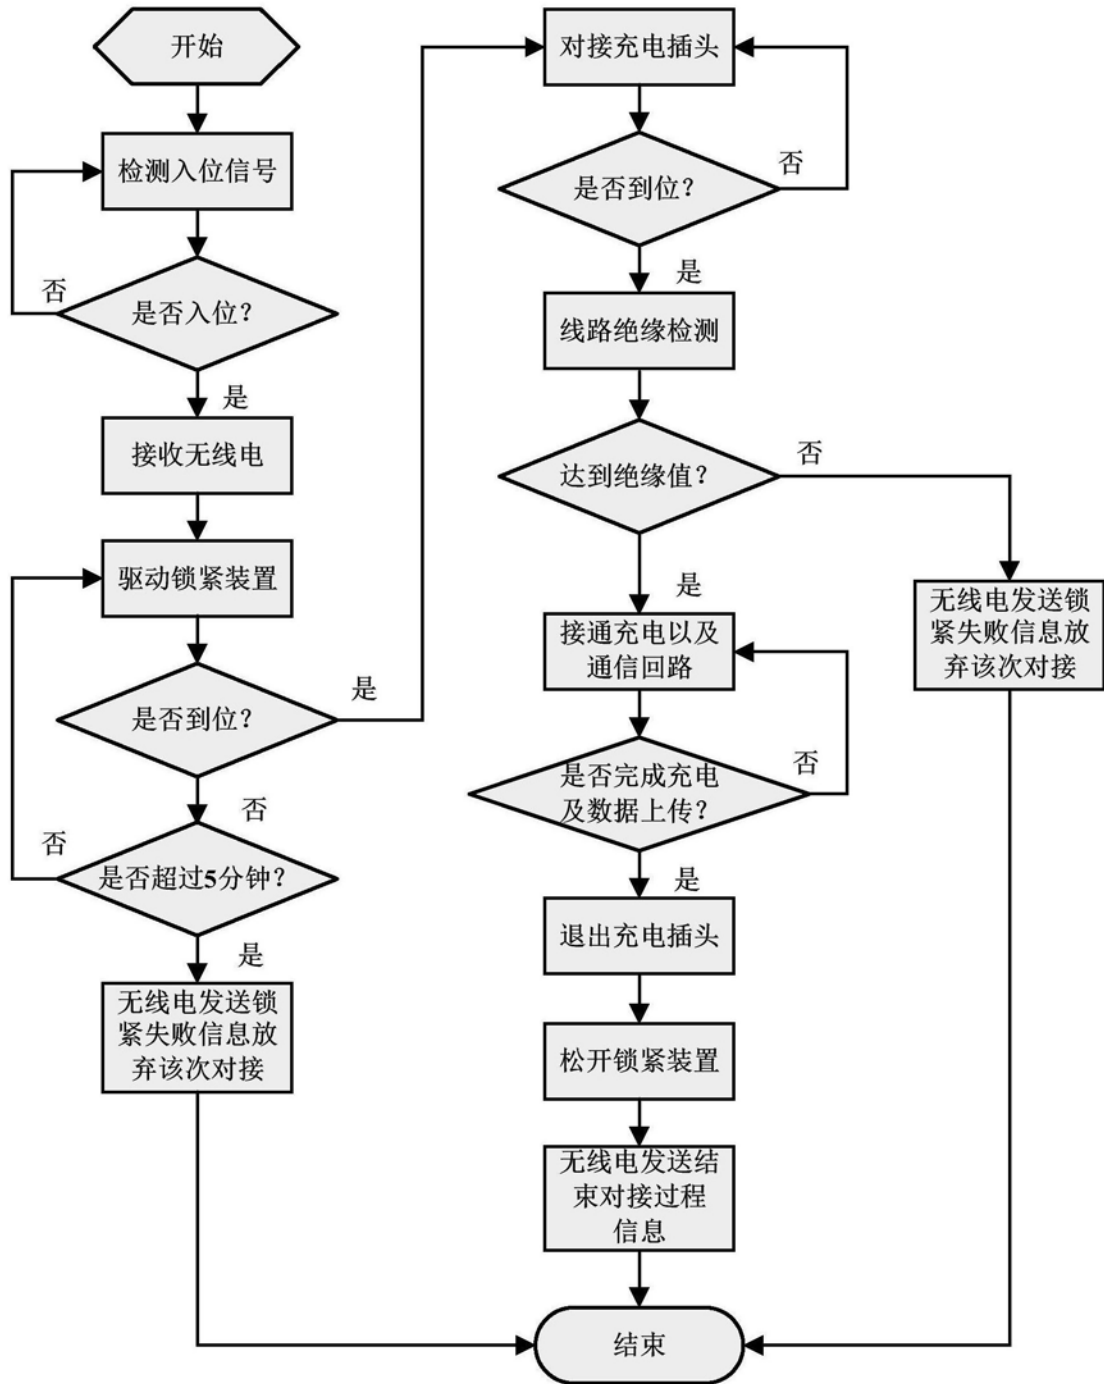 开始
检测入位信号
否
是否入位？
是
接收无线电
驱动锁紧装置
是否到位？
是
否
否
是否超过5分钟？
是
无线电发送锁
紧失败信息放
弃该次对接
对接充电插头
否
是否到位？
是
线路绝缘检测
达到绝缘值？
否
是
接通充电以及
通信回路
无线电发送锁
紧失败信息放
弃该次对接
是否完成充电
及数据上传？
否
是
退出充电插头
松开锁紧装置
无线电发送结
束对接过程
信息
结束